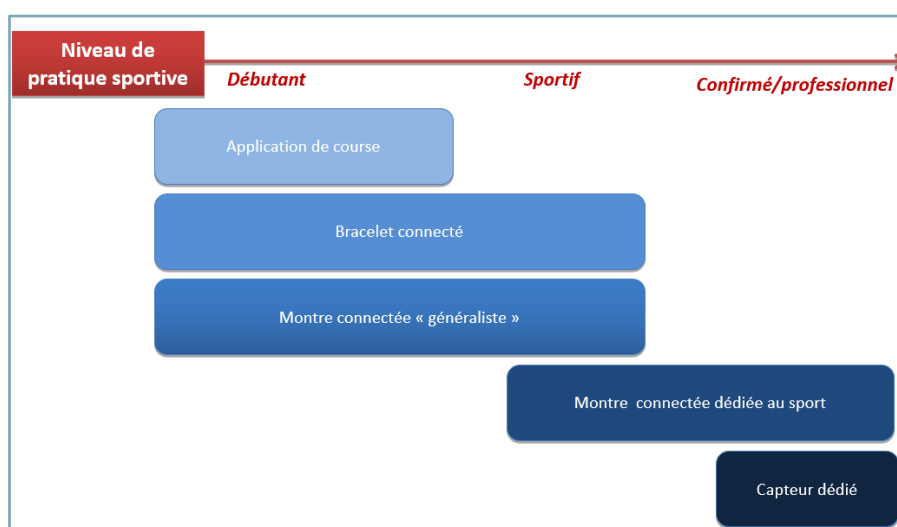 Niveau de
pratique sportive
Débutant
Sportif
Confirmé/professionnel
Application de course
Bracelet connecté
Montre connectée « généraliste »
Montre connectée dédiée au sport
Capteur dédié